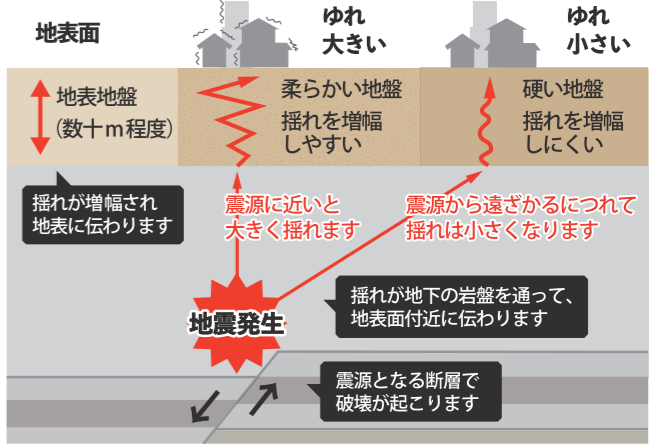 地表面
ゆれ
大きい
ゆれ
小さい
地表地盤
(数十m程度)
柔らかい地盤
揺れを増幅
しやすい
硬い地盤
揺れを増幅
しにくい
揺れが増幅され
地表に伝わります
震源に近いと
大きく揺れます
震源から遠ざかるにつれて
揺れは小さくなります
地震発生
揺れが地下の岩盤を通って、
地表面付近に伝わります
震源となる断層で
破壊が起こります